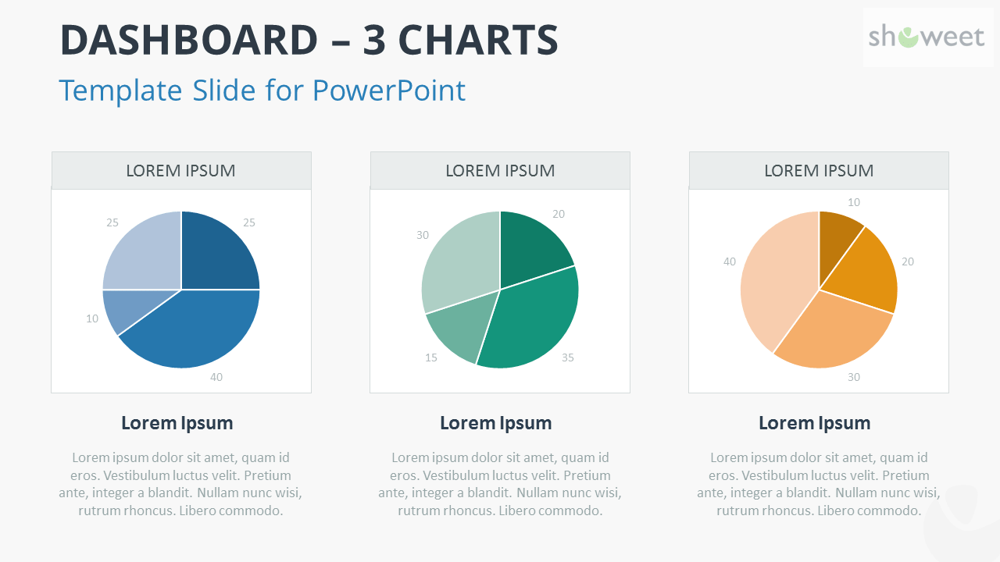 DASHBOARD – 3 CHARTS
showeet
Template Slide for PowerPoint
LOREM IPSUM
25
25
10
40
Lorem Ipsum
Lorem ipsum dolor sit amet, quam id
eros. Vestibulum luctus velit. Pretium
ante, integer a blandit. Nullam nunc wisi,
rutrum rhoncus. Libero commodo.
LOREM IPSUM
20
30
15
35
Lorem Ipsum
Lorem ipsum dolor sit amet, quam id
eros. Vestibulum luctus velit. Pretium
ante, integer a blandit. Nullam nunc wisi,
rutrum rhoncus. Libero commodo.
LOREM IPSUM
10
40
20
30
Lorem Ipsum
Lorem ipsum dolor sit amet, quam id
eros. Vestibulum luctus velit. Pretium
ante, integer a blandit. Nullam nunc wisi,
rutrum rhoncus. Libero commodo.